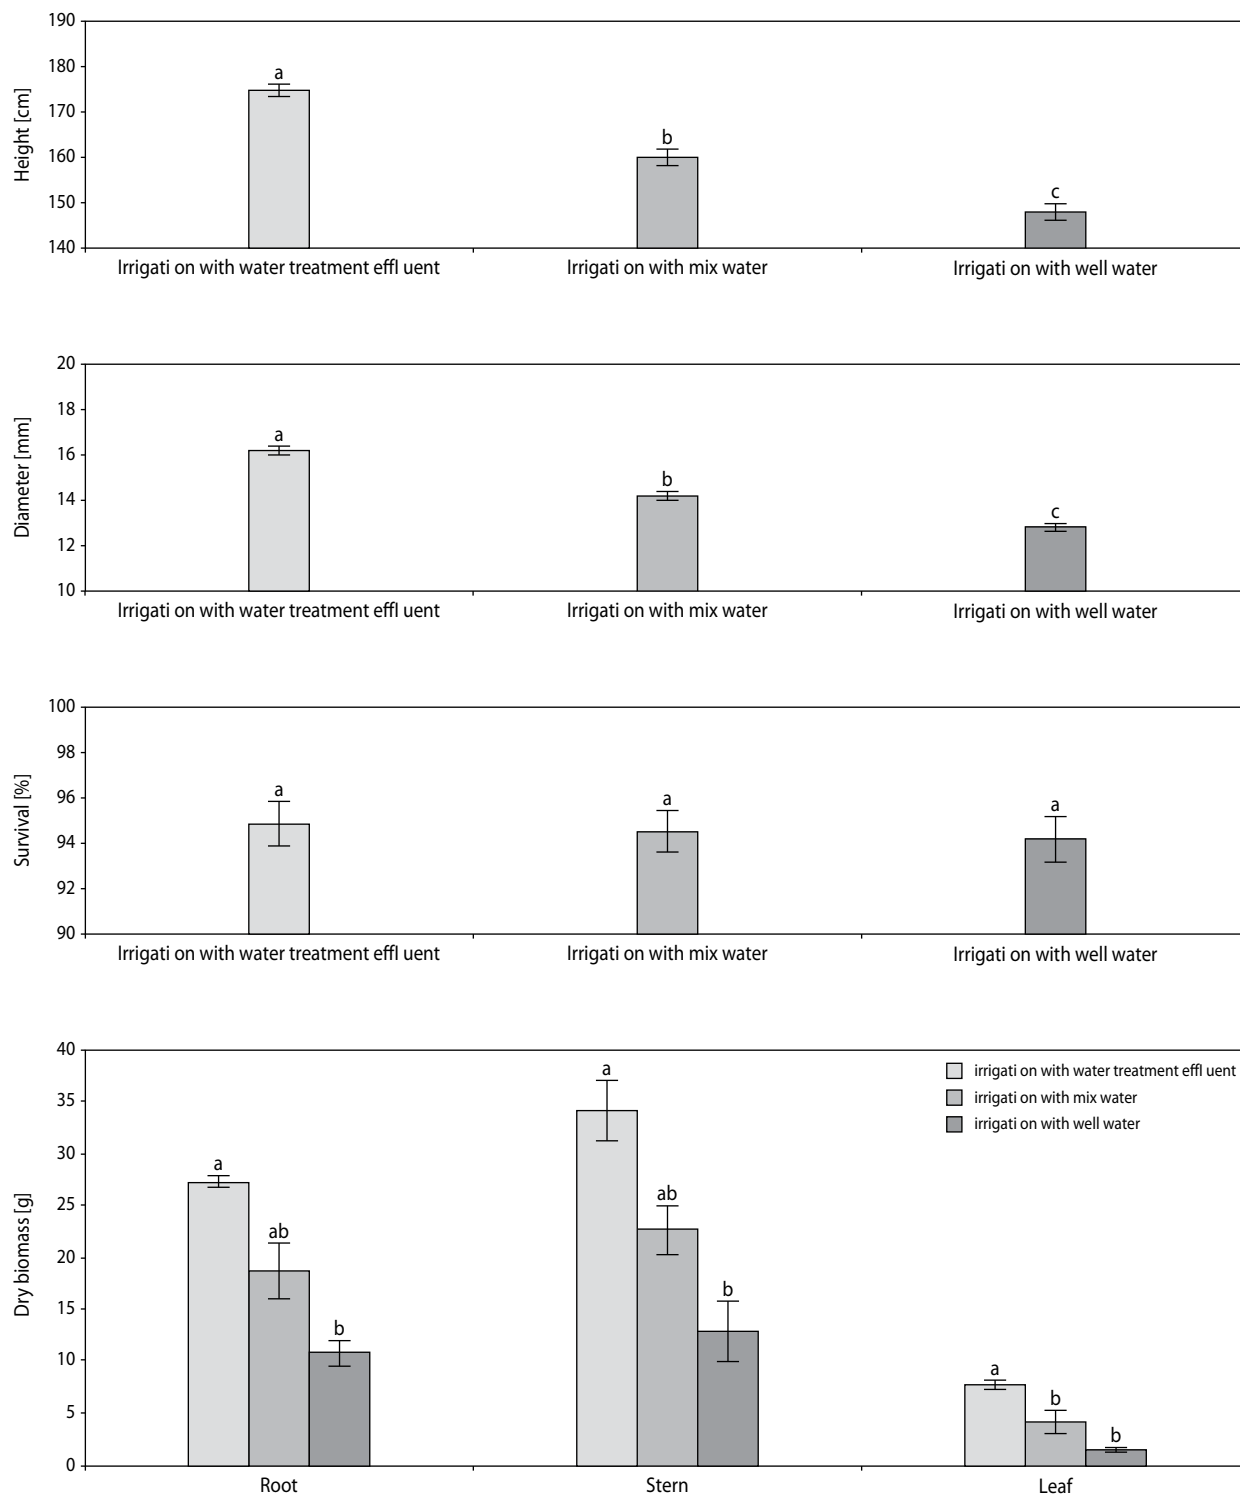 190
180
170
160
150
140
Height [cm]
a
b
c
Irrigati on with water treatment effl uent
Irrigati on with mix water
Irrigati on with well water
20
18
16
14
12
10
Diameter [mm]
a
b
c
Irrigati on with water treatment effl uent
Irrigati on with mix water
Irrigati on with well water
100
98
96
94
92
90
Survival [%]
a
a
a
Irrigati on with water treatment effl uent
Irrigati on with mix water
Irrigati on with well water
40
35
30
25
20
15
10
5
0
Dry biomass [g]
a
ab
b
a
ab
b
a
b
b
irrigati on with water treatment effl uent
irrigati on with mix water
irrigati on with well water
Root
Stern
Leaf